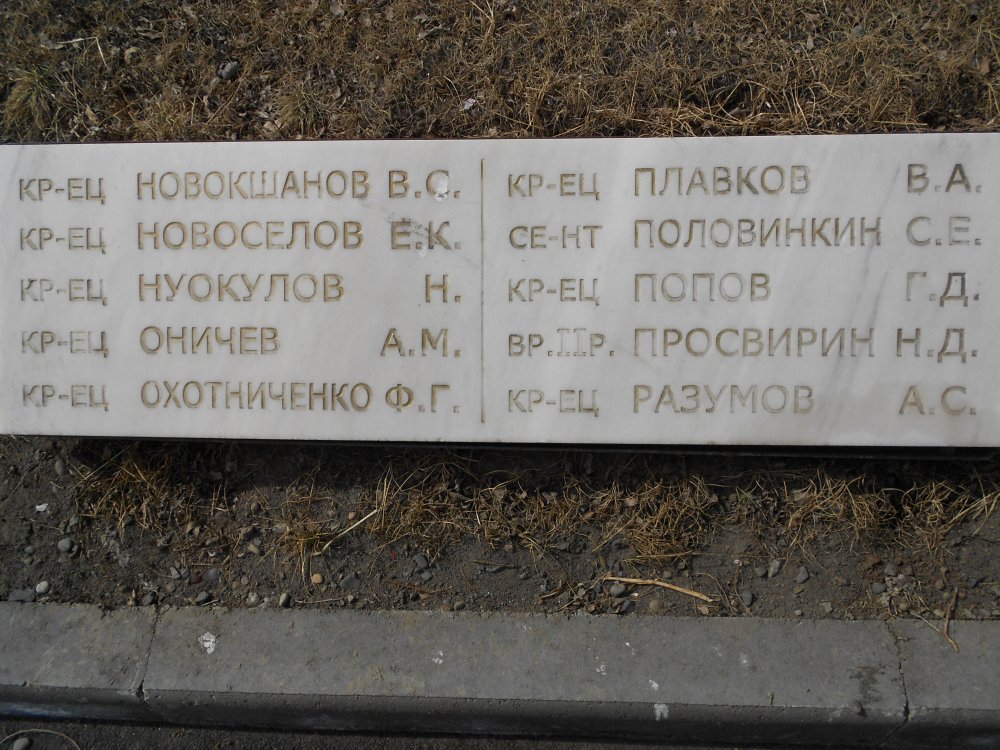 КР-ЕЦ НОВОКШАНОВ В.С.
КР-ЕЦ НОВОСЕЛОВ Е.К.
КР-ЕЦ НУОКУЛОВ Н.
КР-ЕЦ ОНИЧЕВ А.М.
КР-ЕЦ ОХОТНИЧЕНКО Ф.Г.
КР-ЕЦ ПЛАВКОВ В.А.
СЕ-НТ ПОЛОВИНКИН С.Е.
КР-ЕЦ ПОПОВ Г.Д.
ВР.IIР. ПРОСВИРИН Н.Д.
КР-ЕЦ РАЗУМОВ А.С.